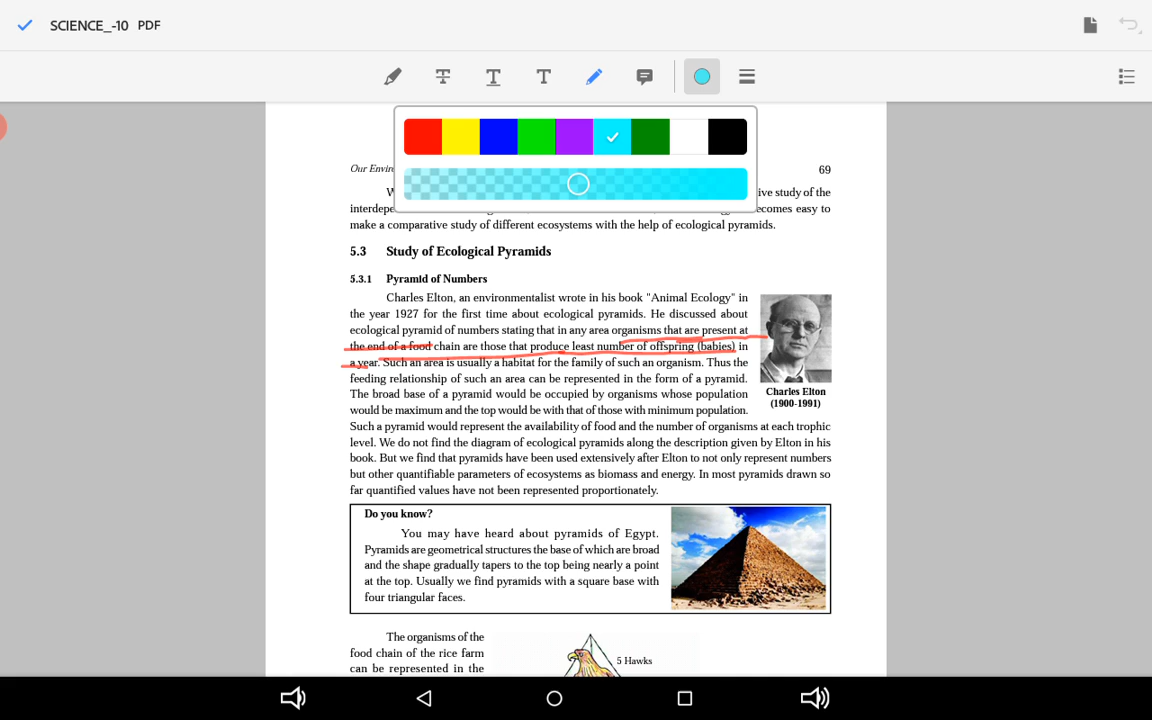 SCIENCE_-10 PDF
Our Enviro
69
W
ive study of the
interdepe
ecomes easy to
make a comparative study of different ecosystems with the help of ecological pyramids.
5.3 Study of Ecological Pyramids
5.3.1 Pyramid of Numbers
Charles Elton, an environmentalist wrote in his book "Animal Ecology" in
the year 1927 for the first time about ecological pyramids. He discussed about
ecological pyramid of numbers stating that in any area organisms that are present at
the end of a food chain are those that produce least number of offspring (babies) in
a year. Such an area is usually a habitat for the family of such an organism. Thus the
feeding relationship of such an area can be represented in the form of a pyramid.
The broad base of a pyramid would be occupied by organisms whose population
would be maximum and the top would be with that of those with minimum population.
Such a pyramid would represent the availability of food and the number of organisms at each trophic
level. We do not find the diagram of ecological pyramids along the description given by Elton in his
book. But we find that pyramids have been used extensively after Elton to not only represent numbers
but other quantifiable parameters of ecosystems as biomass and energy. In most pyramids drawn so
far quantified values have not been represented proportionately.
Charles Elton
(1900-1991)
Do you know?
You may have heard about pyramids of Egypt.
Pyramids are geometrical structures the base of which are broad
and the shape gradually tapers to the top being nearly a point
at the top. Usually we find pyramids with a square base with
four triangular faces.
The organisms of the
food chain of the rice farm
can be represented in the
5 Hawks